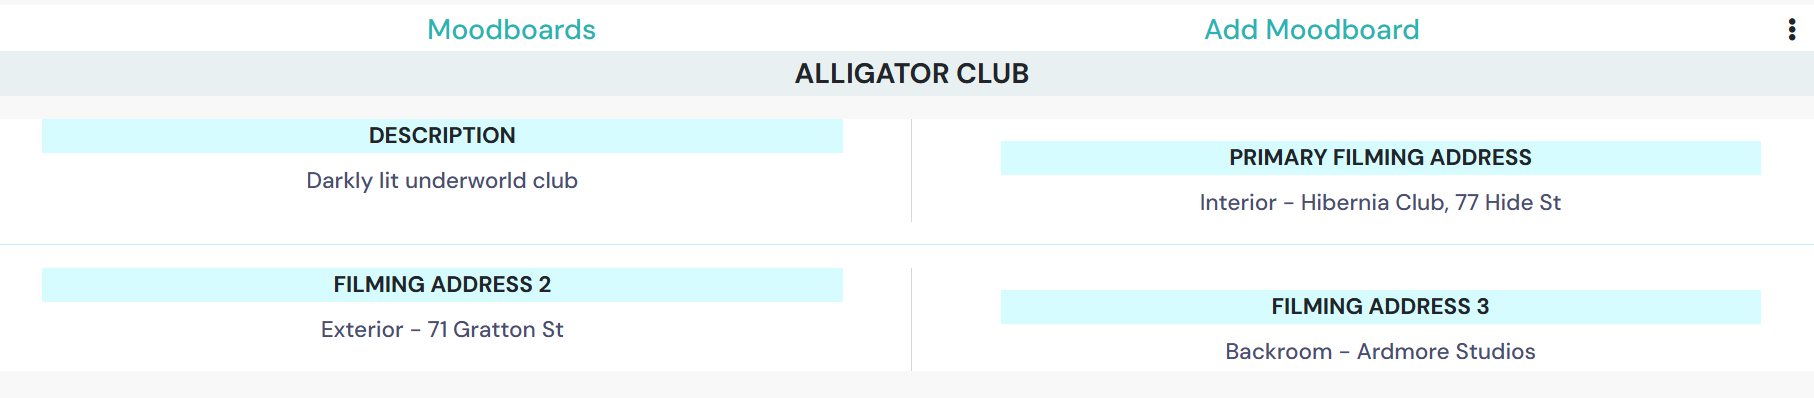 Moodboards
Add Moodboard
ALLIGATOR CLUB
DESCRIPTION
Darkly lit underworld club
PRIMARY FILMING ADDRESS
Interior - Hibernia Club, 77 Hide St
FILMING ADDRESS 2
Exterior - 71 Gratton St
FILMING ADDRESS 3
Backroom - Ardmore Studios